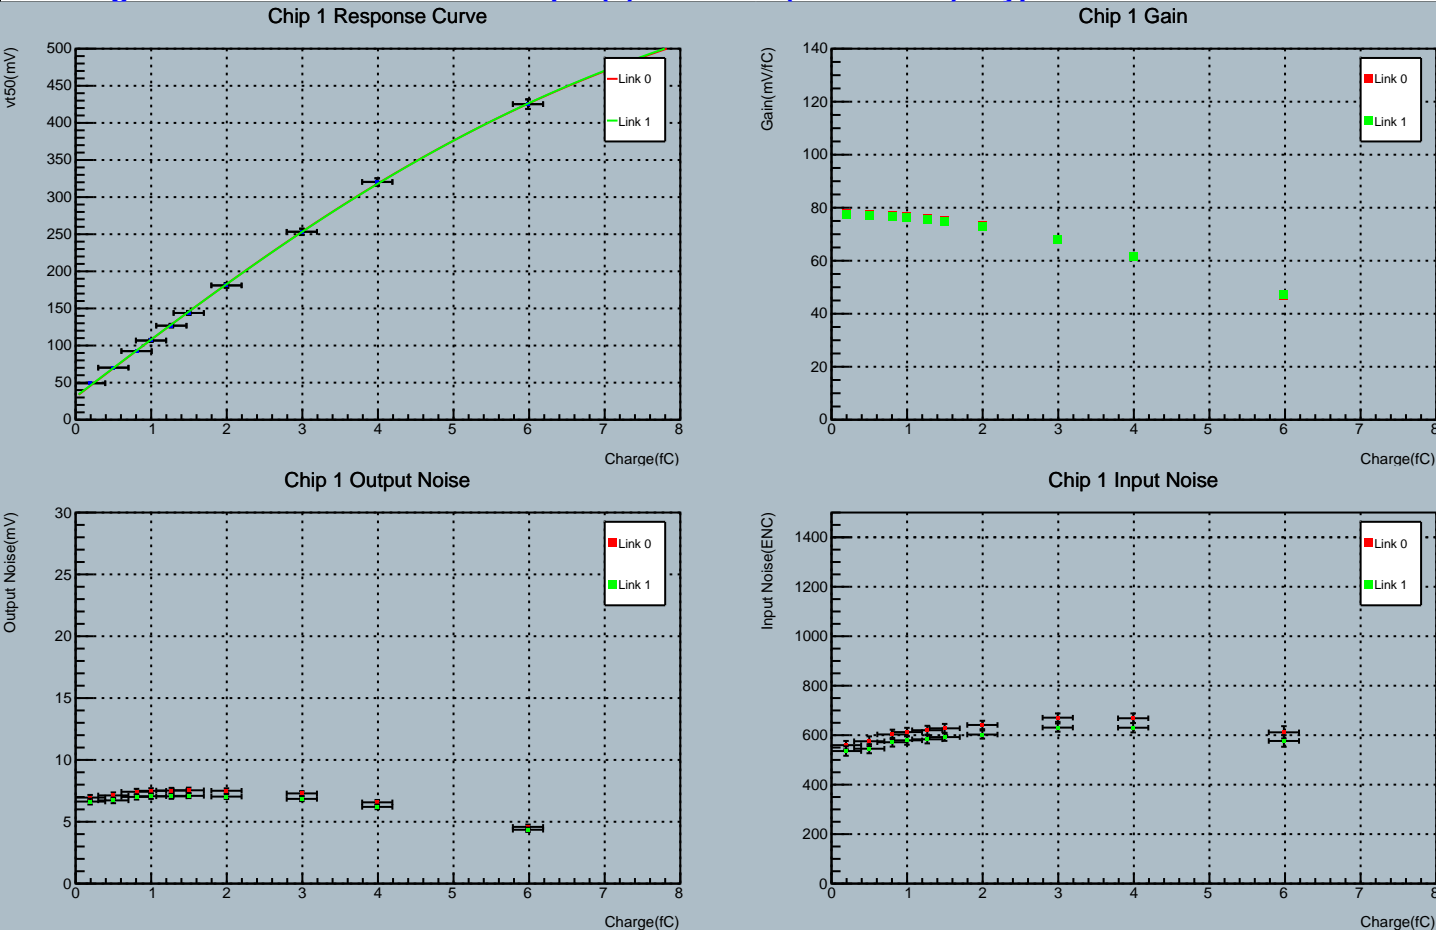 Chip 1 Response Curve
vt50(mV)
500
450
400
350
300
250
200
150
100
50
0
0 1 2 3 4 5 6 7 8
Charge(fC)
Link 0
Link 1
Chip 1 Gain
Gain(mV/fC)
140
120
100
80
60
40
20
0
0 1 2 3 4 5 6 7 8
Charge(fC)
Link 0
Link 1
Chip 1 Output Noise
Output Noise(mV)
30
25
20
15
10
5
0
0 1 2 3 4 5 6 7 8
Charge(fC)
Link 0
Link 1
Chip 1 Input Noise
Input Noise(ENC)
1400
1200
1000
800
600
400
200
0
0 1 2 3 4 5 6 7 8
Charge(fC)
Link 0
Link 1